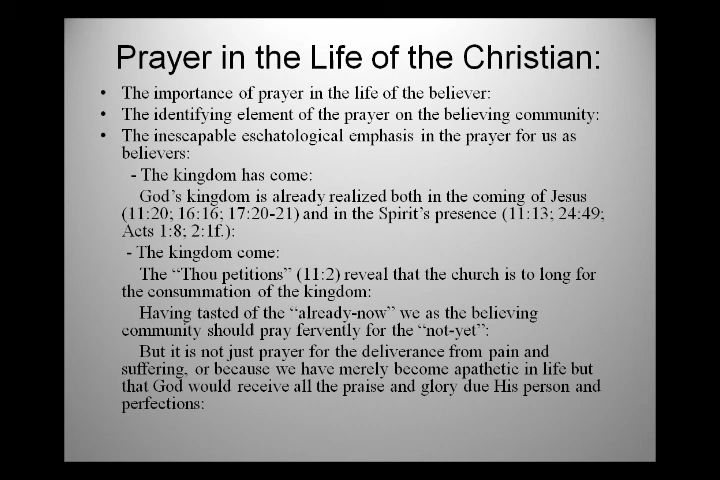 Prayer in the Life of the Christian:
• The importance of prayer in the life of the believer:
• The identifying element of the prayer on the believing community:
• The inescapable eschatological emphasis in the prayer for us as
believers:
- The kingdom has come:
God's kingdom is already realized both in the coming of Jesus
(11:20; 16:16; 17:20-21) and in the Spirit's presence (11:13; 24:49;
Acts 1:8; 2:1f.):
- The kingdom come:
The “Thou petitions” (11:2) reveal that the church is to long for
the consummation of the kingdom:
Having tasted of the “already-now” we as the believing
community should pray fervently for the “not-yet”:
But it is not just prayer for the deliverance from pain and
suffering, or because we have merely become apathetic in life but
that God would receive all the praise and glory due His person and
perfections: